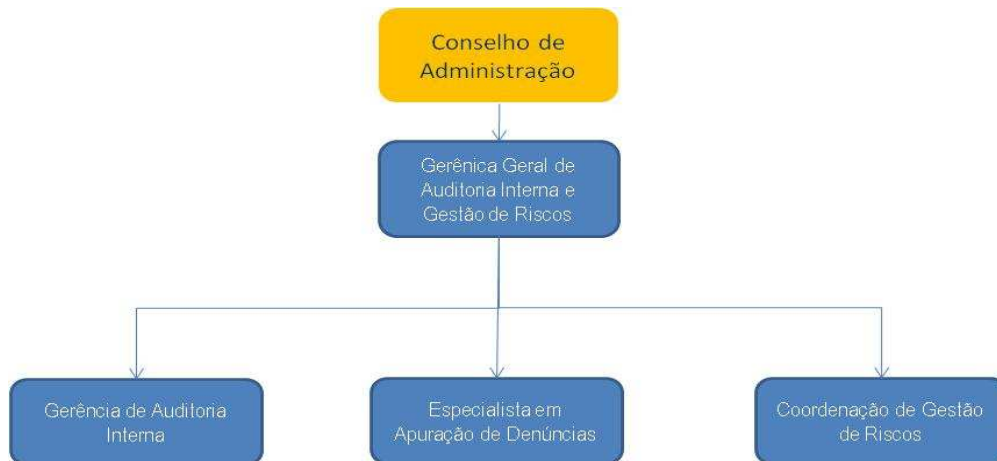 Conselho de
Administração
Gerênica Geral de
Auditoria Interna e
Gestão de Riscos
Gerência de Auditoria
Interna
Especialista em
Apuração de Denúncias
Coordenação de Gestão
de Riscos